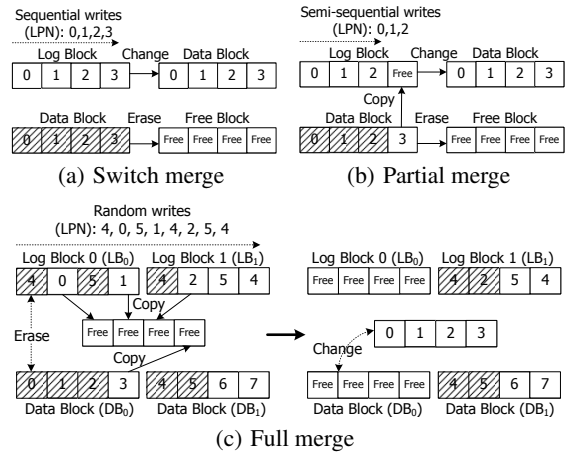 Sequential writes
(LPN): 0,1,2,3
Log Block Change Data Block
0 1 2 3 0 1 2 3
Data Block Erase Free Block
0 1 2 3 Free Free Free Free
(a) Switch merge
Semi-sequential writes
(LPN): 0,1,2
Log Block Change Data Block
0 1 2 Free 0 1 2 3
Copy
Data Block Erase Free Block
0 1 2 3 Free Free Free Free
(b) Partial merge
Random writes
(LPN): 4, 0, 5, 1, 4, 2, 5, 4
Log Block 0 (LB0) Log Block 1 (LB1)
4 0 5 1 4 2 5 4
Copy
Free Free Free Free
Erase
Copy
0 1 2 3 4 5 6 7
Data Block (DB0) Data Block (DB1)
Log Block 0 (LB0) Log Block 1 (LB1)
Free Free Free Free 4 2 5 4
0 1 2 3
Change
Free Free Free Free 4 5 6 7
Data Block (DB0) Data Block (DB1)
(c) Full merge